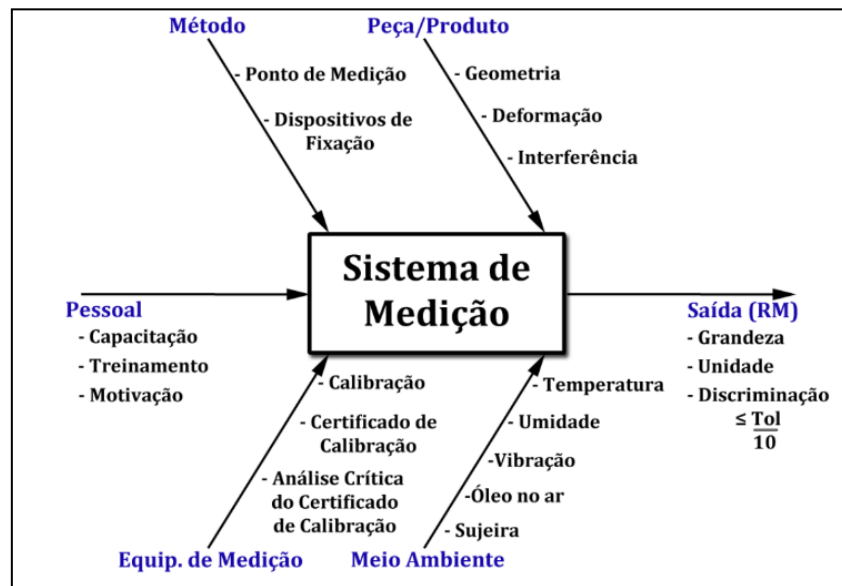 Método
- Ponto de Medição
- Dispositivos de
Fixação
Peça/Produto
- Geometria
- Deformação
- Interferência
Sistema de
Medição
Pessoal
- Capacitação
- Treinamento
- Motivação
Saída (RM)
- Grandeza
- Unidade
- Discriminação
≤ Tol
10
- Calibração
- Certificado de
Calibração
- Análise Crítica
do Certificado
de Calibração
Equip. de Medição
- Temperatura
- Umidade
-Vibração
-Óleo no ar
- Sujeira
Meio Ambiente